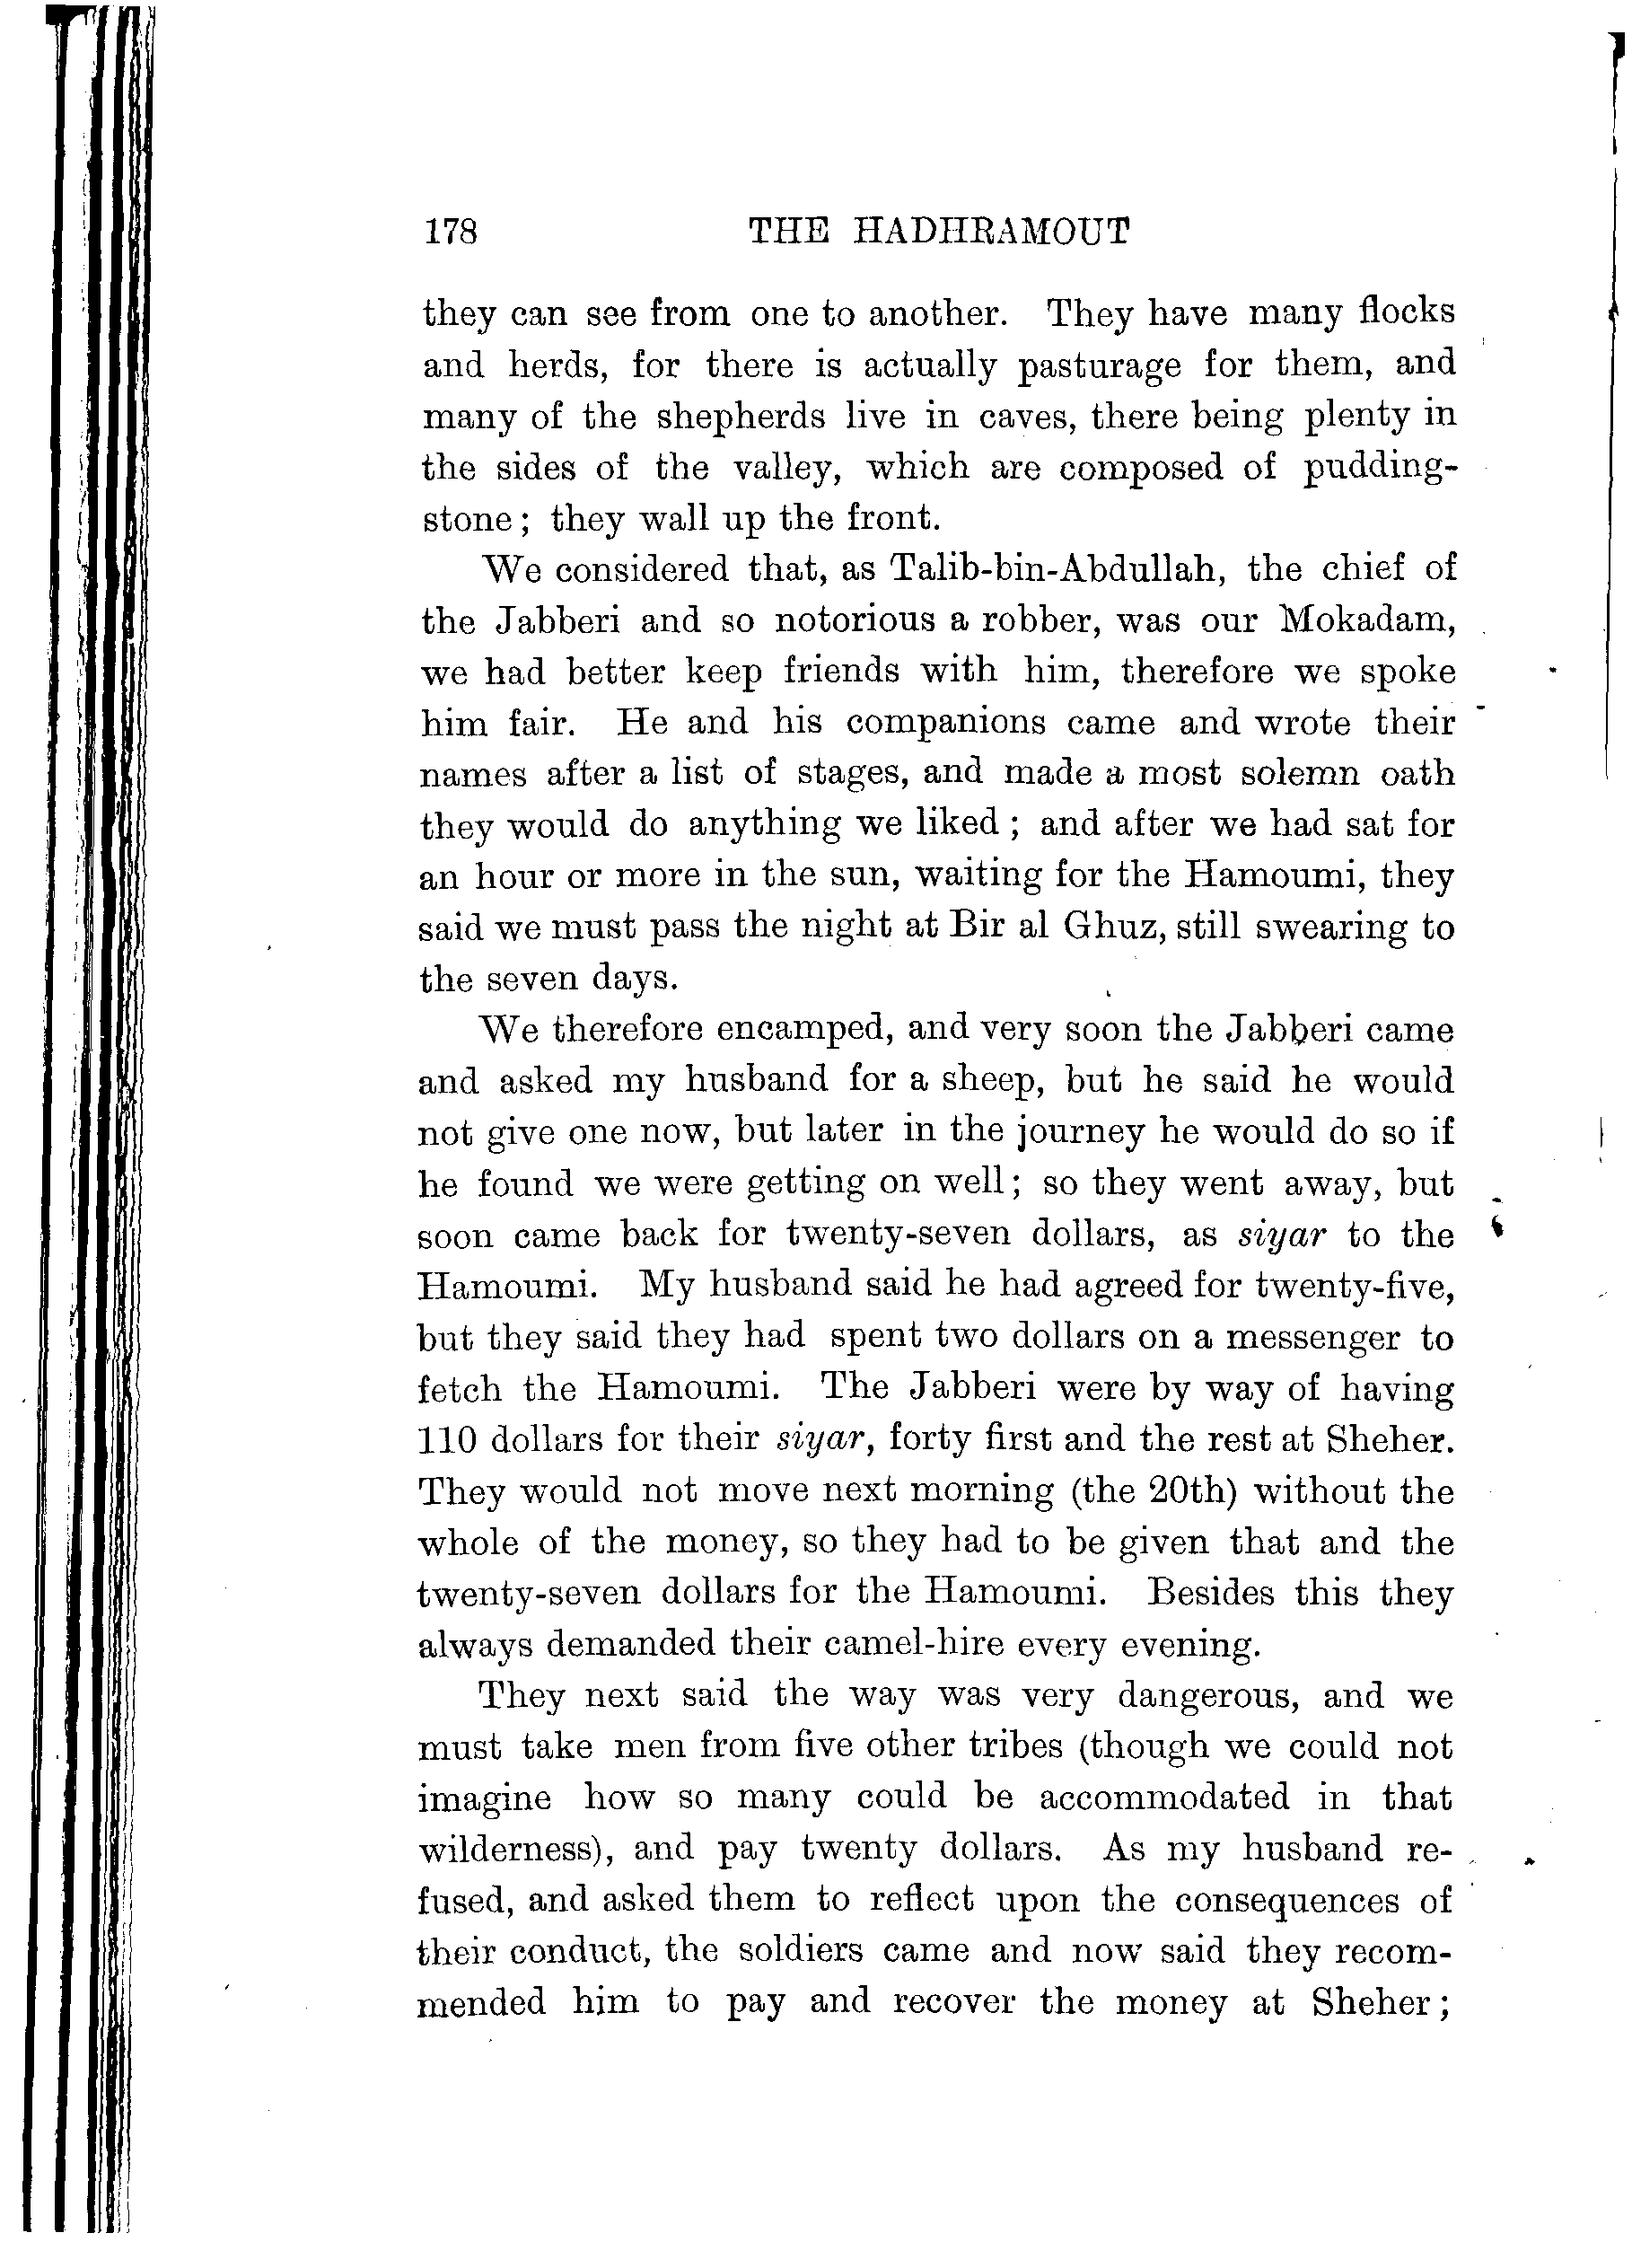 178 THE HADHRAMOUT
they can see from one to another. They have many flocks
and herds, for there is actually pasturage for them, and
many of the shepherds live in caves, there being plenty in
the sides of the valley, which are composed of pudding-
stone; they wall up the front.
We considered that, as Talib-bin-Abdullah, the chief of
the Jabberi and so notorious a robber, was our Mokadam,
we had better keep friends with him, therefore we spoke
him fair. He and his companions came and wrote their
names after a list of stages, and made a most solemn oath
they would do anything we liked; and after we had sat for
an hour or more in the sun, waiting for the Hamoumi, they
said we must pass the night at Bir al Ghuz, still swearing to
the seven days.
We therefore encamped, and very soon the Jabberi came
and asked my husband for a sheep, but he said he would
not give one now, but later in the journey he would do so if
he found we were getting on well; so they went away, but
soon came back for twenty-seven dollars, as siyar to the
Hamoumi. My husband said he had agreed for twenty-five,
but they said they had spent two dollars on a messenger to
fetch the Hamoumi. The Jabberi were by way of having
110 dollars for their siyar, forty first and the rest at Sheher.
They would not move next morning (the 20th) without the
whole of the money, so they had to be given that and the
twenty-seven dollars for the Hamoumi. Besides this they
always demanded their camel-hire every evening.
They next said the way was very dangerous, and we
must take men from five other tribes (though we could not
imagine how so many could be accommodated in that
wilderness), and pay twenty dollars. As my husband re-
fused, and asked them to reflect upon the consequences of
their conduct, the soldiers came and now said they recom-
mended him to pay and recover the money at Sheher;